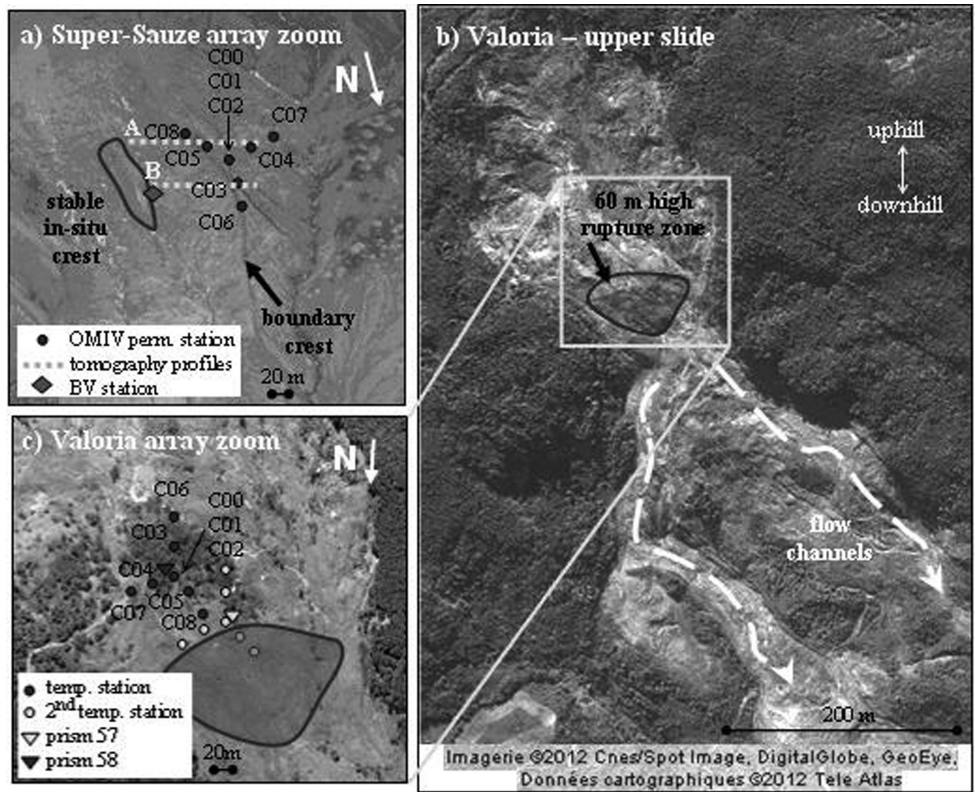 a) Super-Sauze array zoom
C00
C01
C02
N
C07
A
C08
C05
C04
B
C03
C06
stable
in-situ
crest
boundary
crest
OMIV perm. station
tomography profiles
BV station
20 m
b) Valoria – upper slide
uphill
downhill
60 m high
rupture zone
flow
channels
200 m
Imagerie ©2012 Cnes/Spot Image, DigitalGlobe, GeoEye,
Données cartographiques ©2012 Tele Atlas
c) Valoria array zoom
N
C06
C00
C01
C02
C03
C04
C05
C07
C08
temp. station
2nd temp. station
prism 57
prism 58
20m